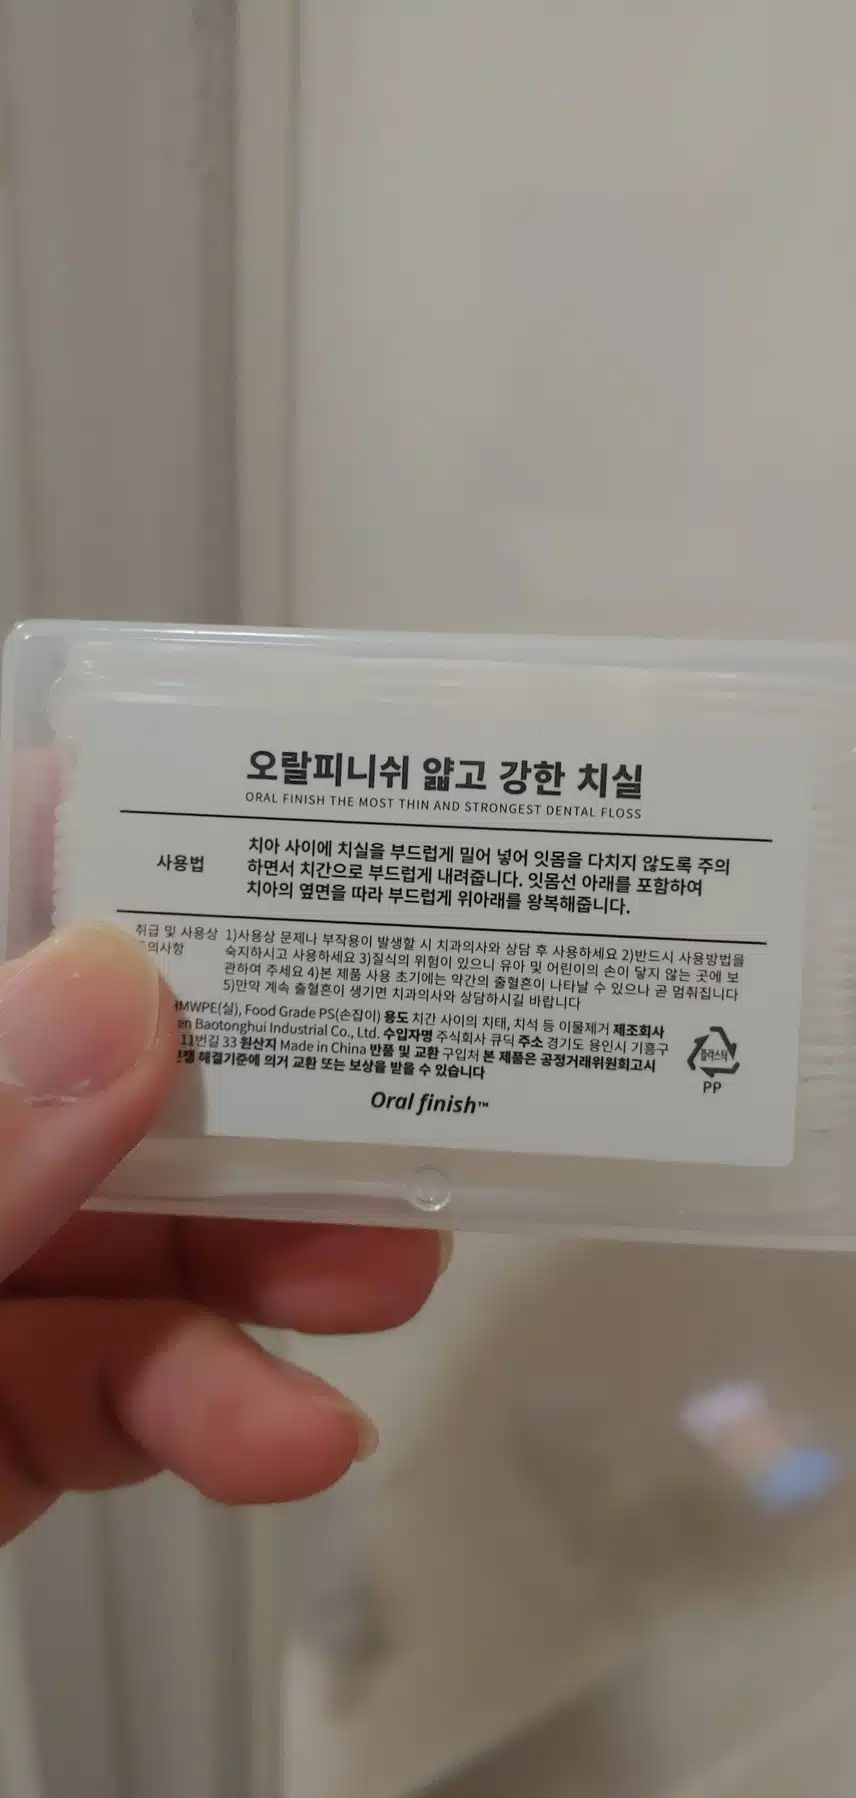 오랄피니쉬 얇고 강한 치실
ORAL FINISH THE MOST THIN AND STRONGEST DENTAL FLOSS
사용법
치아 사이에 치실을 부드럽게 밀어 넣어 잇몸을 다치지 않도록 주의
하면서 치간으로 부드럽게 내려줍니다. 잇몸선 아래를 포함하여
치아의 옆면을 따라 부드럽게 위아래를 왕복해줍니다.
취급 및 사용상
의사항
1)사용상 문제나 부작용이 발생할 시 치과의사와 상담 후 사용하세요 2)반드시 사용방법을
숙지하시고 사용하세요 3)질식의 위험이 있으니 유아 및 어린이의 손이 닿지 않는 곳에 보
관하여 주세요 4)본 제품 사용 초기에는 약간의 출혈흔이 나타날 수 있으나 곧 멈춰집니다
5)만약 계속 출혈흔이 생기면 치과의사와 상담하시길 바랍니다
HMWPE(실), Food Grade PS(손잡이) 용도 치간 사이의 치태, 치석 등 이물제거 제조회사
en Baotonghui Industrial Co., Ltd. 수입자명 주식회사 큐딕 주소 경기도 용인시 기흥구
11번길 33 원산지 Made in China 반품 및 교환 구입처 본 제품은 공정거래위원회고시
해결기준에 의거 교환 또는 보상을 받을 수 있습니다
플라스틱
PP
Oral finish™